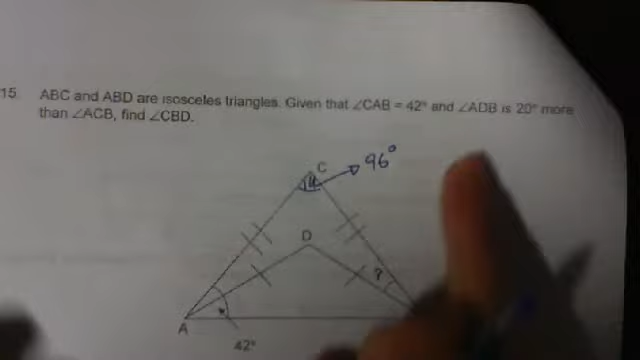 15. ABC and ABD are isosceles triangles. Given that ∠CAB = 42° and ∠ADB is 20° more
than ∠ACB, find ∠CBD.
C
96°
D
?
A
42°